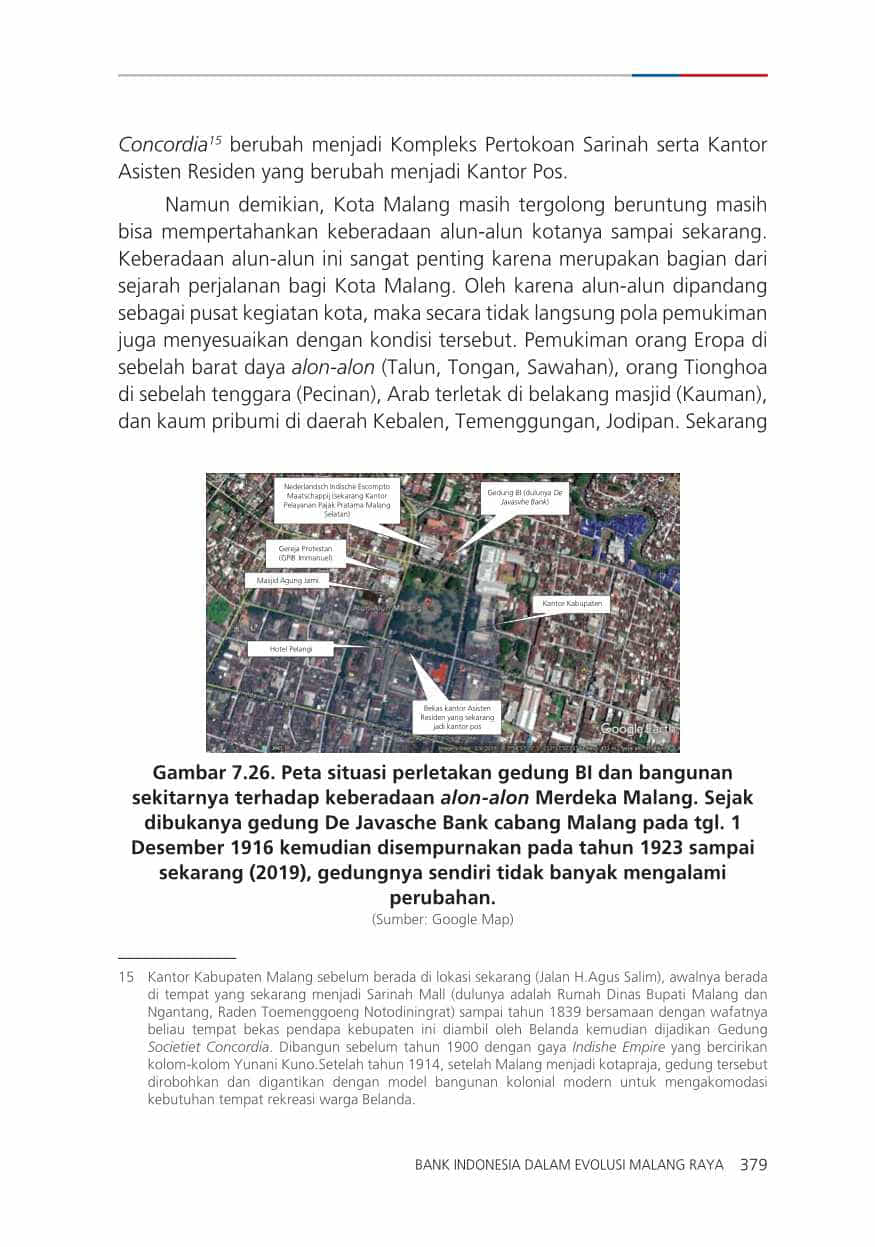 Concordia15 berubah menjadi Kompleks Pertokoan Sarinah serta Kantor
Asisten Residen yang berubah menjadi Kantor Pos.
Namun demikian, Kota Malang masih tergolong beruntung masih
bisa mempertahankan keberadaan alun-alun kotanya sampai sekarang.
Keberadaan alun-alun ini sangat penting karena merupakan bagian dari
sejarah perjalanan bagi Kota Malang. Oleh karena alun-alun dipandang
sebagai pusat kegiatan kota, maka secara tidak langsung pola pemukiman
juga menyesuaikan dengan kondisi tersebut. Pemukiman orang Eropa di
sebelah barat daya alon-alon (Talun, Tongan, Sawahan), orang Tionghoa
di sebelah tenggara (Pecinan), Arab terletak di belakang masjid (Kauman),
dan kaum pribumi di daerah Kebalen, Temenggungan, Jodipan. Sekarang
Nederlandsch Indische Escompto
Maatschappij (sekarang Kantor
Pelayanan Pajak Pratama Malang
Selatan)
Gedung BI (dulunya De
Javasvhe Bank)
Gereja Protestan
(GPIB Immanuel)
Masjid Agung Jami
Alun-Alun Malang
Kantor Kabupaten
Hotel Pelangi
Bekas kantor Asisten
Residen yang sekarang
jadi kantor pos
Google Earth
Gambar 7.26. Peta situasi perletakan gedung BI dan bangunan
sekitarnya terhadap keberadaan alon-alon Merdeka Malang. Sejak
dibukanya gedung De Javasche Bank cabang Malang pada tgl. 1
Desember 1916 kemudian disempurnakan pada tahun 1923 sampai
sekarang (2019), gedungnya sendiri tidak banyak mengalami
perubahan.
(Sumber: Google Map)
15 Kantor Kabupaten Malang sebelum berada di lokasi sekarang (Jalan H.Agus Salim), awalnya berada
di tempat yang sekarang menjadi Sarinah Mall (dulunya adalah Rumah Dinas Bupati Malang dan
Ngantang, Raden Toemenggoeng Notodiningrat) sampai tahun 1839 bersamaan dengan wafatnya
beliau tempat bekas pendapa kebupaten ini diambil oleh Belanda kemudian dijadikan Gedung
Societiet Concordia. Dibangun sebelum tahun 1900 dengan gaya Indishe Empire yang bercirikan
kolom-kolom Yunani Kuno.Setelah tahun 1914, setelah Malang menjadi kotapraja, gedung tersebut
dirobohkan dan digantikan dengan model bangunan kolonial modern untuk mengakomodasi
kebutuhan tempat rekreasi warga Belanda.
BANK INDONESIA DALAM EVOLUSI MALANG RAYA 379